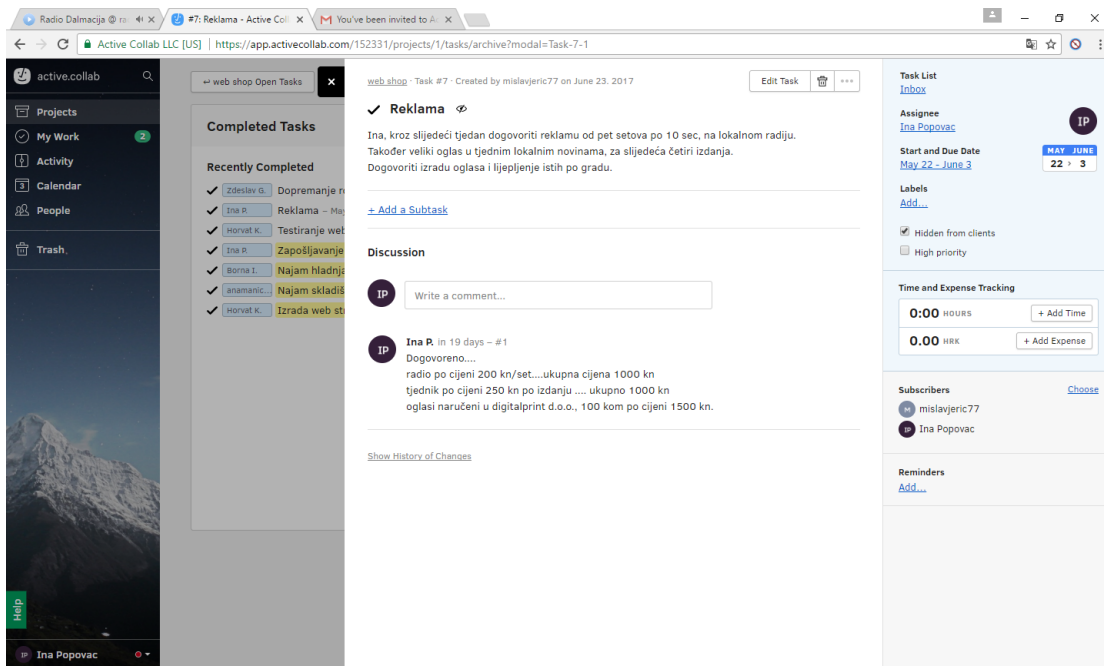 Radio Dalmacija @ ra
#7: Reklama - Active Coll
You've been invited to A
Active Collab LLC [US] | https://app.activecollab.com/152331/projects/1/tasks/archive?modal=Task-7-1
active.collab
Projects
My Work 2
Activity
3 Calendar
People
Trash
Help
IP Ina Popovac
web shop Open Tasks
Completed Tasks
Recently Completed
Zdeslav G. Dopremanje
Ina P. Reklama – May
Horvat K. Testiranje web
Ina P. Zapošljavanje
Borna I. Najam hladnja
anamanic... Najam skladiš
Horvat K. Izrada web str
web shop · Task #7 · Created by mislavjeric77 on June 23. 2017
Edit Task
Reklama
Ina, kroz slijedeći tjedan dogovoriti reklamu od pet setova po 10 sec, na lokalnom radiju.
Također veliki oglas u tjednim lokalnim novinama, za slijedeća četiri izdanja.
Dogovoriti izradu oglasa i lijepljenje istih po gradu.
+ Add a Subtask
Discussion
IP Write a comment...
IP Ina P. in 19 days – #1
Dogovoreno....
radio po cijeni 200 kn/set....ukupna cijena 1000 kn
tjednik po cijeni 250 kn po izdanju .... ukupno 1000 kn
oglasi naručeni u digitalprint d.o.o., 100 kom po cijeni 1500 kn.
Show History of Changes
Task List
Inbox
Assignee
Ina Popovac
IP
Start and Due Date
May 22 - June 3
MAY JUNE
22 › 3
Labels
Add...
Hidden from clients
High priority
Time and Expense Tracking
0:00 HOURS + Add Time
0.00 HRK + Add Expense
Subscribers Choose
M mislavjeric77
IP Ina Popovac
Reminders
Add...